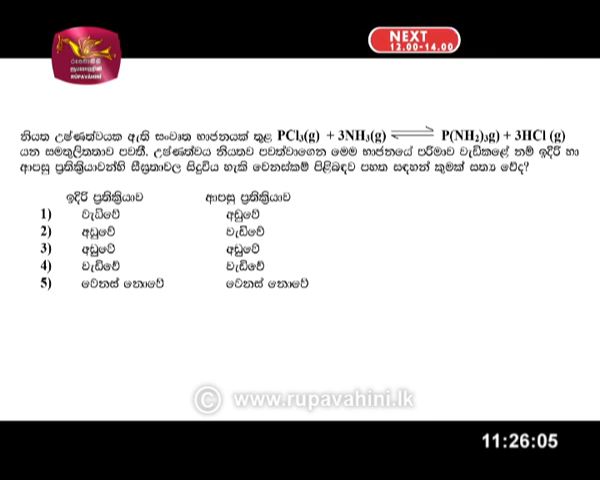 NEXT
12.00-14.00
රූපවාහිනී
RUPAVAHINI
නියත උෂ්ණත්වයක ඇති සංවෘත භාජනයක් තුළ PCl₃(g) + 3NH₃(g) ⇌ P(NH₂)₃g) + 3HCl (g)
යන සමතුලිතතාව පවතී. උෂ්ණත්වය නියතව පවත්වාගෙන මෙම භාජනයේ පරිමාව වැඩිකළේ නම් ඉදිරි හා
ආපසු ප්‍රතික්‍රියාවන්හි සීඝ්‍රතාවල සිදුවිය හැකි වෙනස්කම් පිළිබඳව පහත සඳහන් කුමක් සත්‍ය වේද?
ඉදිරි ප්‍රතික්‍රියාව ආපසු ප්‍රතික්‍රියාව
1) වැඩිවේ අඩුවේ
2) අඩුවේ වැඩිවේ
3) අඩුවේ අඩුවේ
4) වැඩිවේ වැඩිවේ
5) වෙනස් නොවේ වෙනස් නොවේ
© www.rupavahini.lk
11:26:05